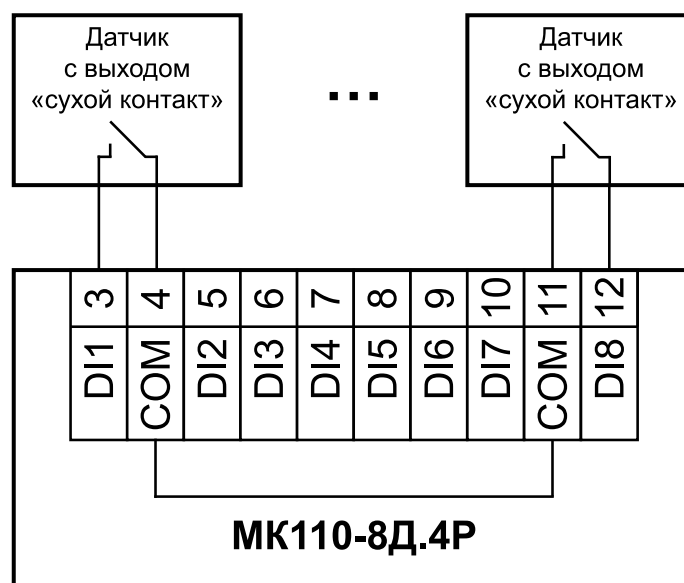 Датчик
с выходом
«сухой контакт»
...
Датчик
с выходом
«сухой контакт»
3 4 5 6 7 8 9 10 11 12
DI1 COM DI2 DI3 DI4 DI5 DI6 DI7 COM DI8
МК110-8Д.4Р